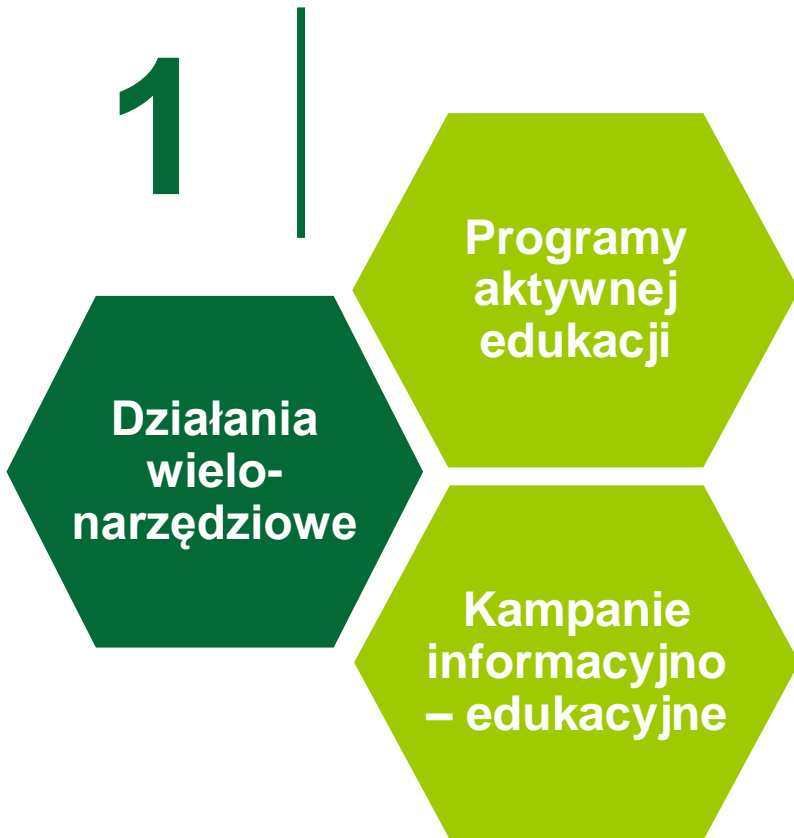 1
Programy
aktywnej
edukacji
Działania
wielo-
narzędziowe
Kampanie
informacyjno
– edukacyjne